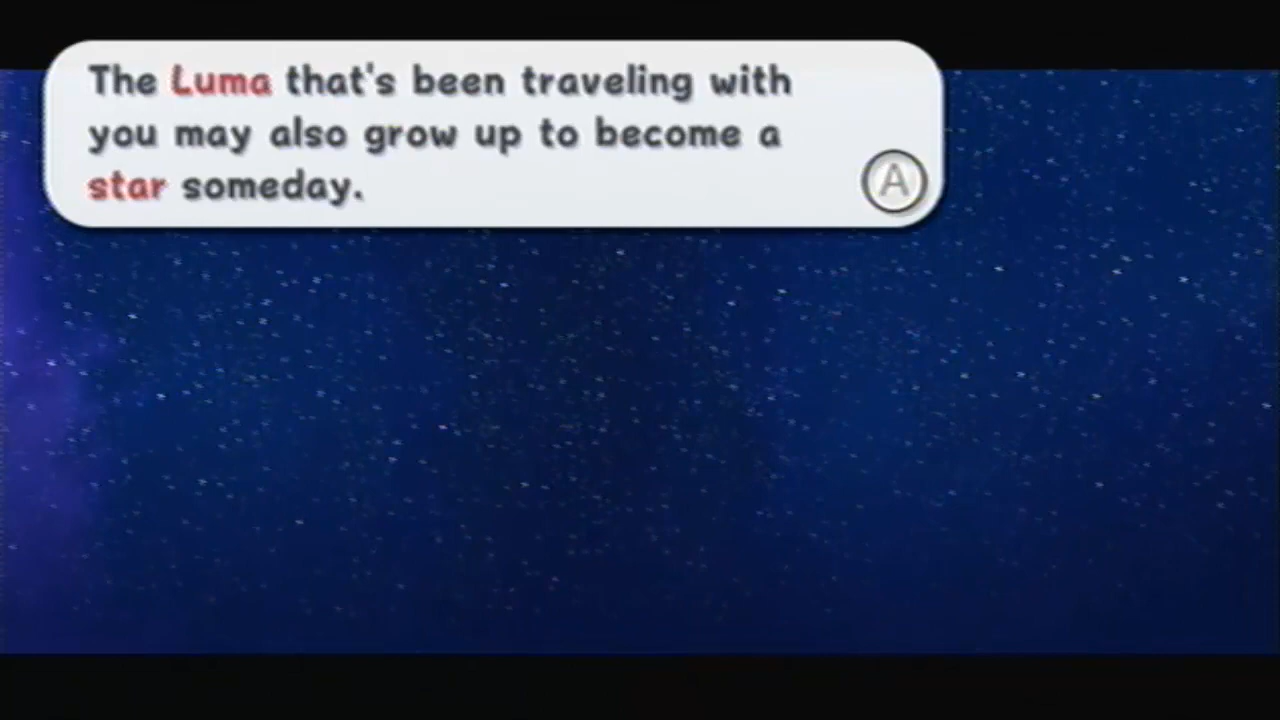 The Luma that's been traveling with
you may also grow up to become a
star someday.
A